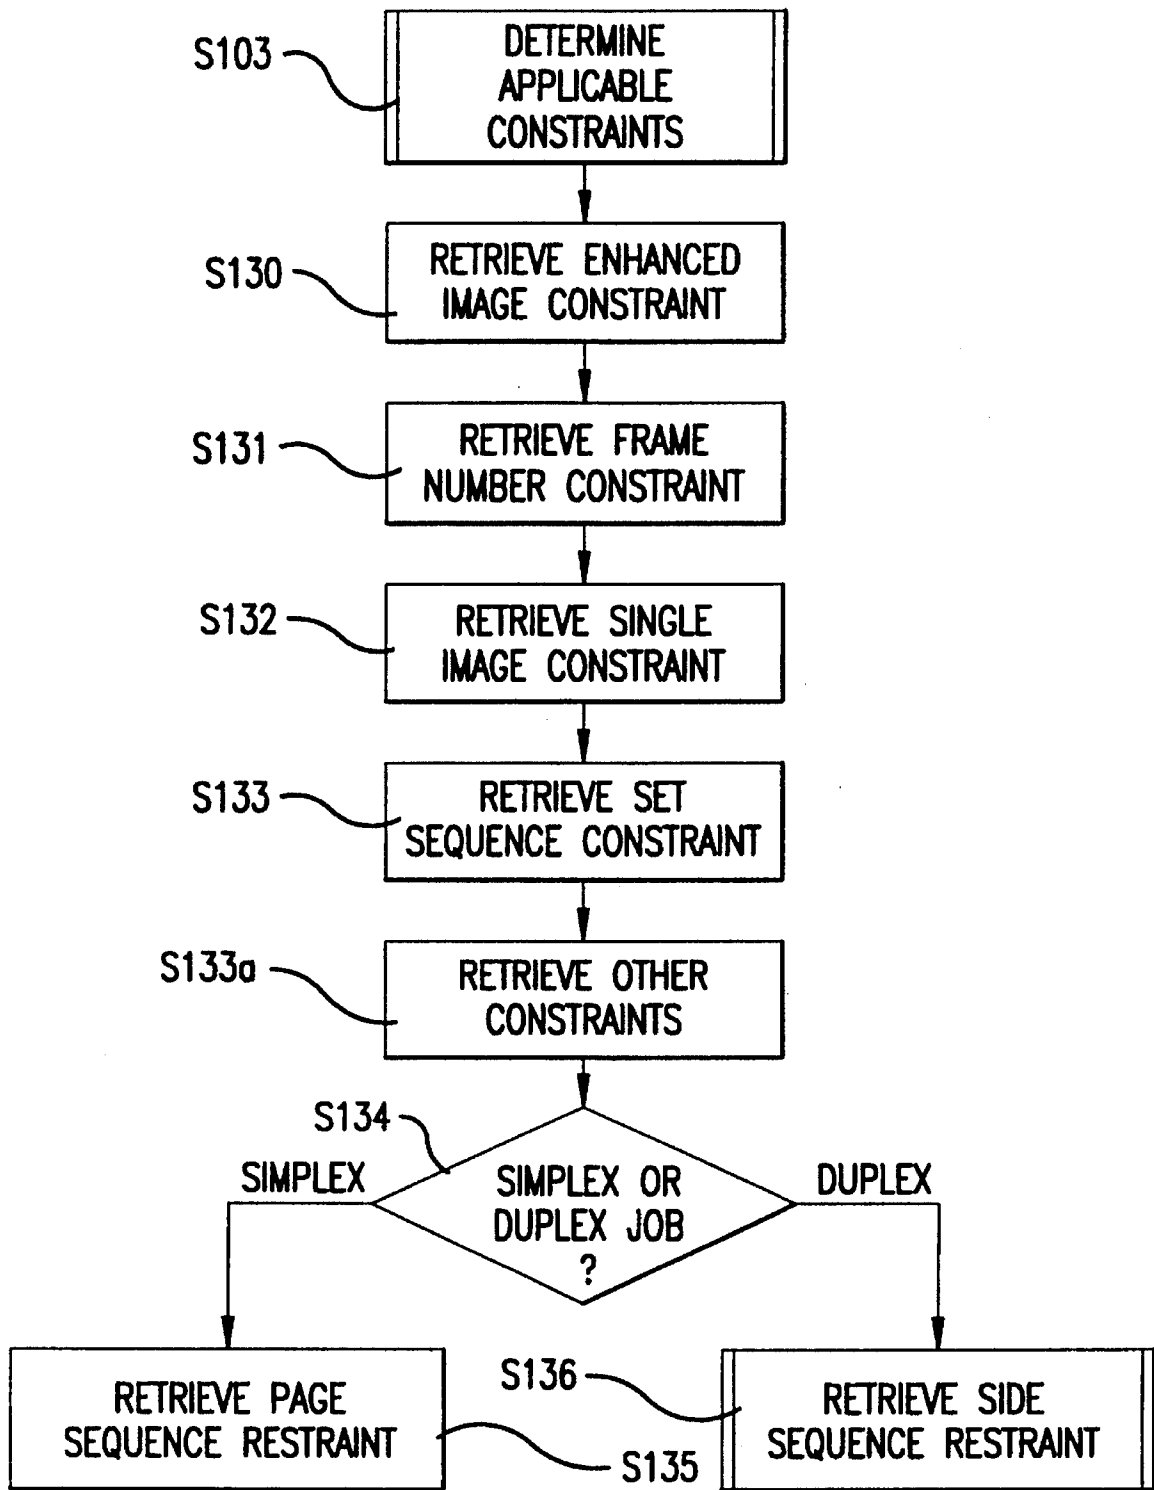 S103
DETERMINE
APPLICABLE
CONSTRAINTS
S130
RETRIEVE ENHANCED
IMAGE CONSTRAINT
S131
RETRIEVE FRAME
NUMBER CONSTRAINT
S132
RETRIEVE SINGLE
IMAGE CONSTRAINT
S133
RETRIEVE SET
SEQUENCE CONSTRAINT
S133a
RETRIEVE OTHER
CONSTRAINTS
S134
SIMPLEX
SIMPLEX OR
DUPLEX JOB
?
DUPLEX
RETRIEVE PAGE
SEQUENCE RESTRAINT
S135
S136
RETRIEVE SIDE
SEQUENCE RESTRAINT